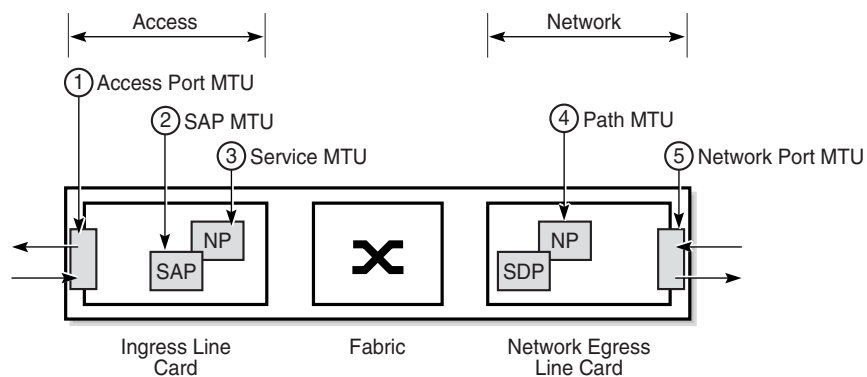 Access
Network
1 Access Port MTU
2 SAP MTU
3 Service MTU
4 Path MTU
5 Network Port MTU
NP
SAP
NP
SDP
Ingress Line
Card
Fabric
Network Egress
Line Card